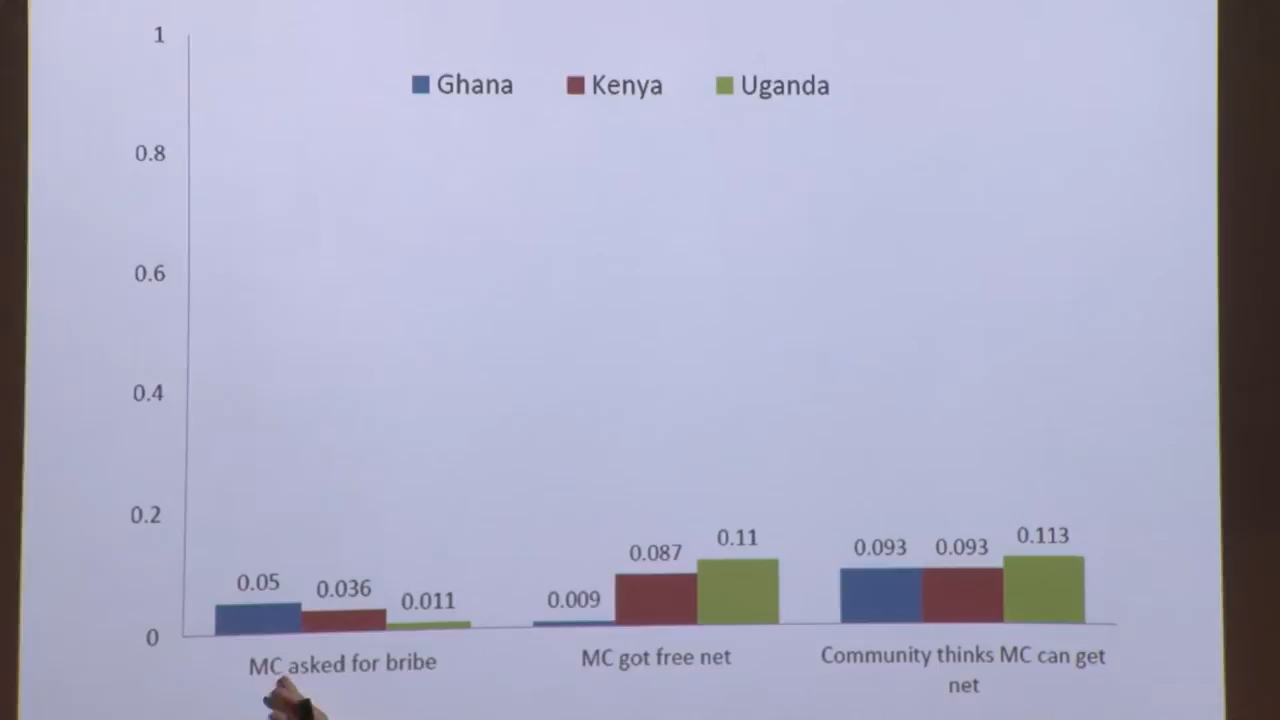 1
Ghana Kenya Uganda
0.8
0.6
0.4
0.2
0
0.05 0.036 0.011
0.009 0.087 0.11
0.093 0.093 0.113
MC asked for bribe
MC got free net
Community thinks MC can get
net